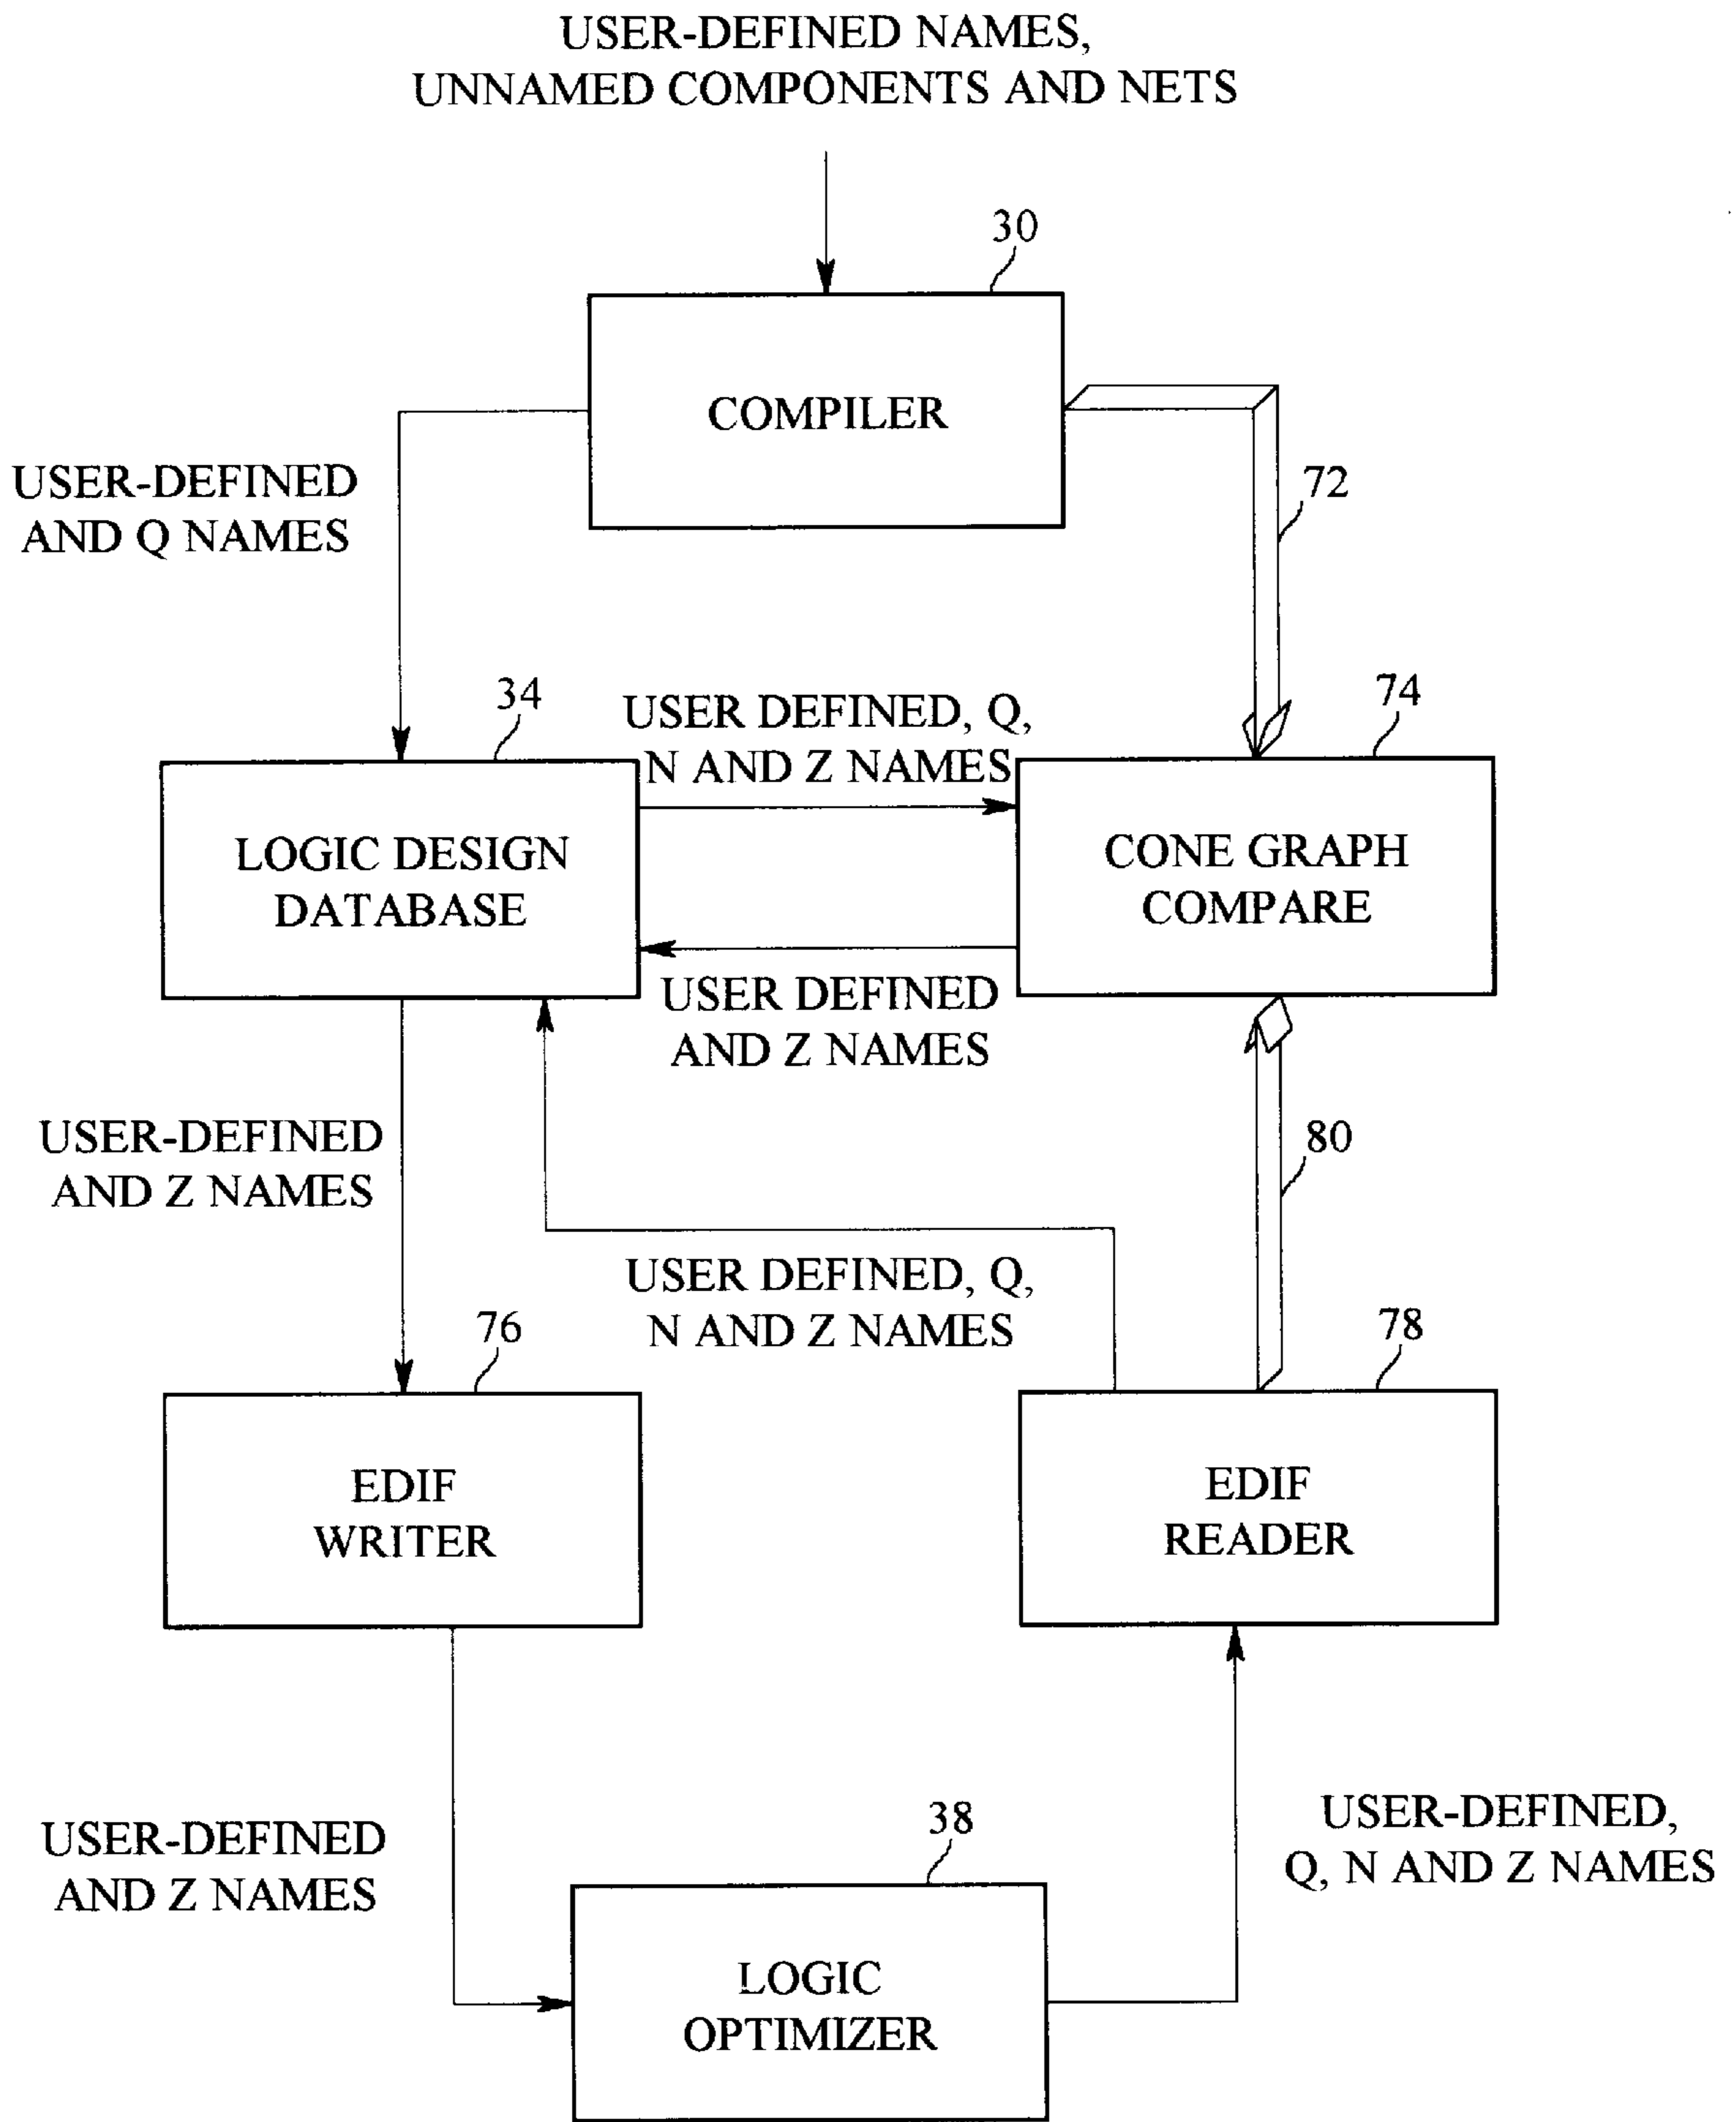 USER-DEFINED NAMES,
UNNAMED COMPONENTS AND NETS
30
COMPILER
USER-DEFINED
AND Q NAMES
72
34
USER DEFINED, Q,
N AND Z NAMES
74
LOGIC DESIGN
DATABASE
CONE GRAPH
COMPARE
USER DEFINED
AND Z NAMES
USER-DEFINED
AND Z NAMES
80
USER DEFINED, Q,
N AND Z NAMES
76
78
EDIF
WRITER
EDIF
READER
USER-DEFINED
AND Z NAMES
38
USER-DEFINED,
Q, N AND Z NAMES
LOGIC
OPTIMIZER